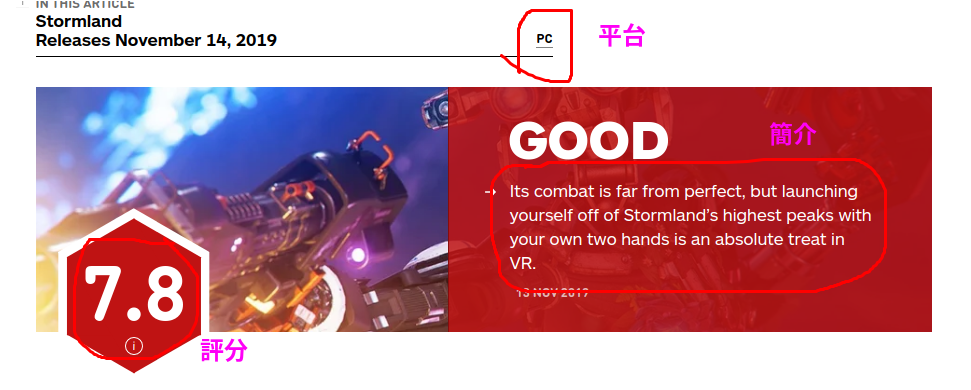 IN THIS ARTICLE
Stormland
Releases November 14, 2019
PC
平台
GOOD
簡介
Its combat is far from perfect, but launching
yourself off of Stormland’s highest peaks with
your own two hands is an absolute treat in
VR.
13 NOV 2019
7.8
i
評分